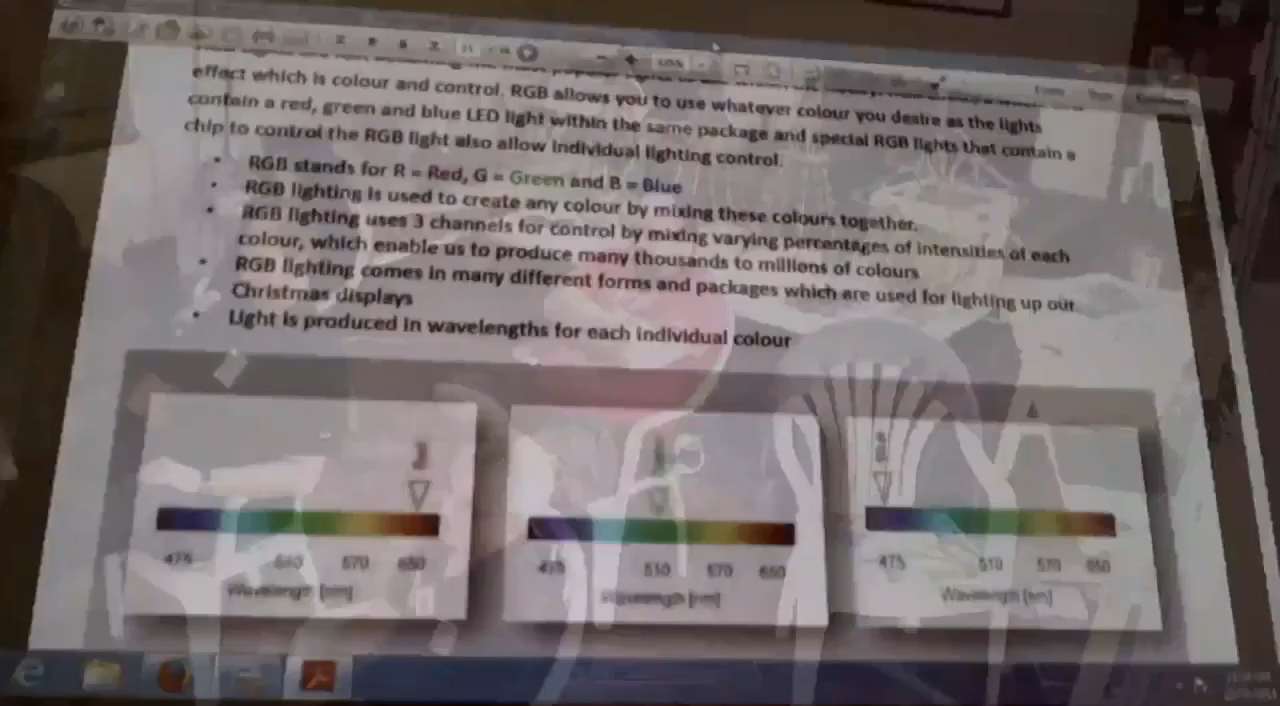 effect which is colour and control. RGB allows you to use whatever colour you desire as the lights
contain a red, green and blue LED light within the same package and special RGB lights that contain a
chip to control the RGB light also allow individual lighting control.
• RGB stands for R = Red, G = Green and B = Blue
• RGB lighting is used to create any colour by mixing these colours together.
• RGB lighting uses 3 channels for control by mixing varying percentages of intensities of each
colour, which enable us to produce many thousands to millions of colours
• RGB lighting comes in many different forms and packages which are used for lighting up our
Christmas displays
• Light is produced in wavelengths for each individual colour
475 510 570 650
Wavelength [nm]
475 510 570 650
Wavelength [nm]
475 510 570 650
Wavelength [nm]